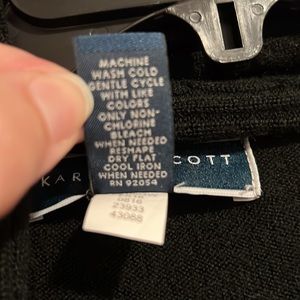 MACHINE
WASH COLD
GENTLE CYCLE
WITH LIKE
COLORS
ONLY NON-
CHLORINE
BLEACH
WHEN NEEDED
RESHAPE
DRY FLAT
COOL IRON
WHEN NEEDED
RN 92054
KAR COTT
23933
43088